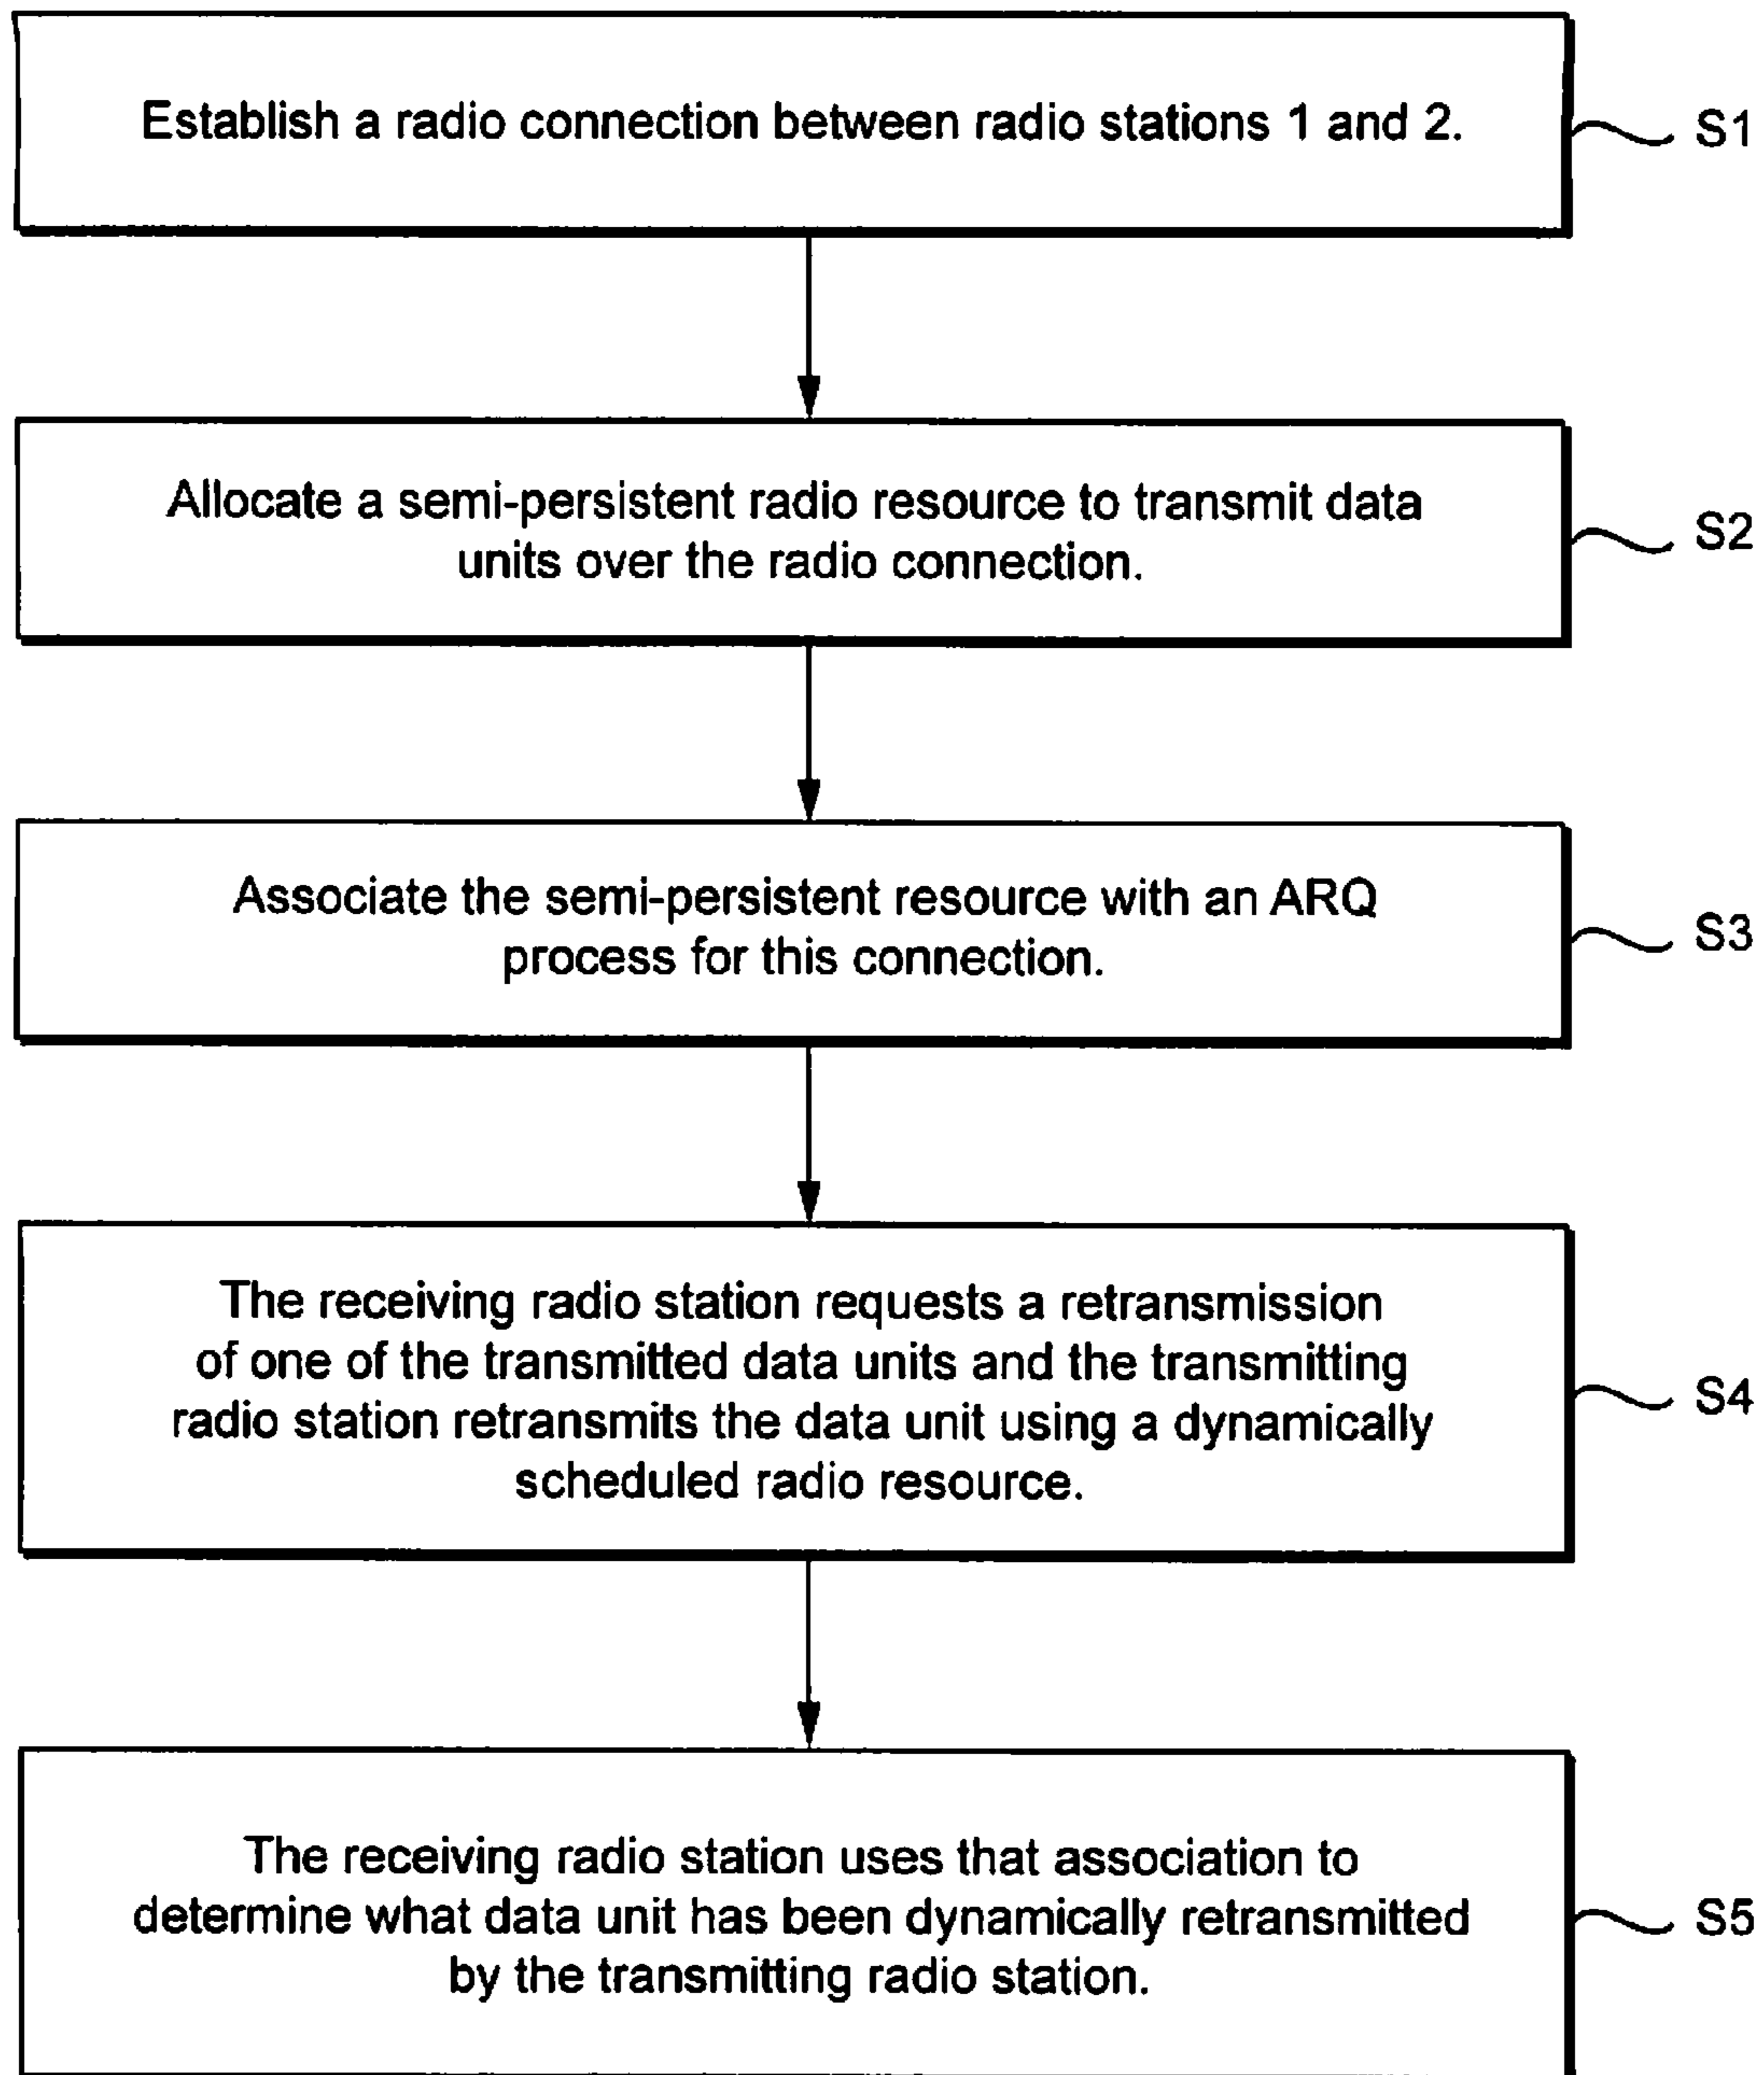 Establish a radio connection between radio stations 1 and 2.
S1
Allocate a semi-persistent radio resource to transmit data
units over the radio connection.
S2
Associate the semi-persistent resource with an ARQ
process for this connection.
S3
The receiving radio station requests a retransmission
of one of the transmitted data units and the transmitting
radio station retransmits the data unit using a dynamically
scheduled radio resource.
S4
The receiving radio station uses that association to
determine what data unit has been dynamically retransmitted
by the transmitting radio station.
S5